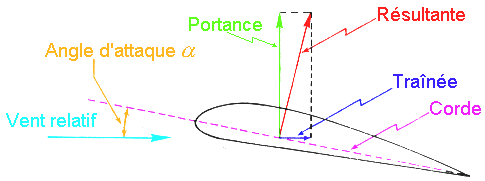 Portance
Résultante
Angle d'attaque α
Traînée
Corde
Vent relatif